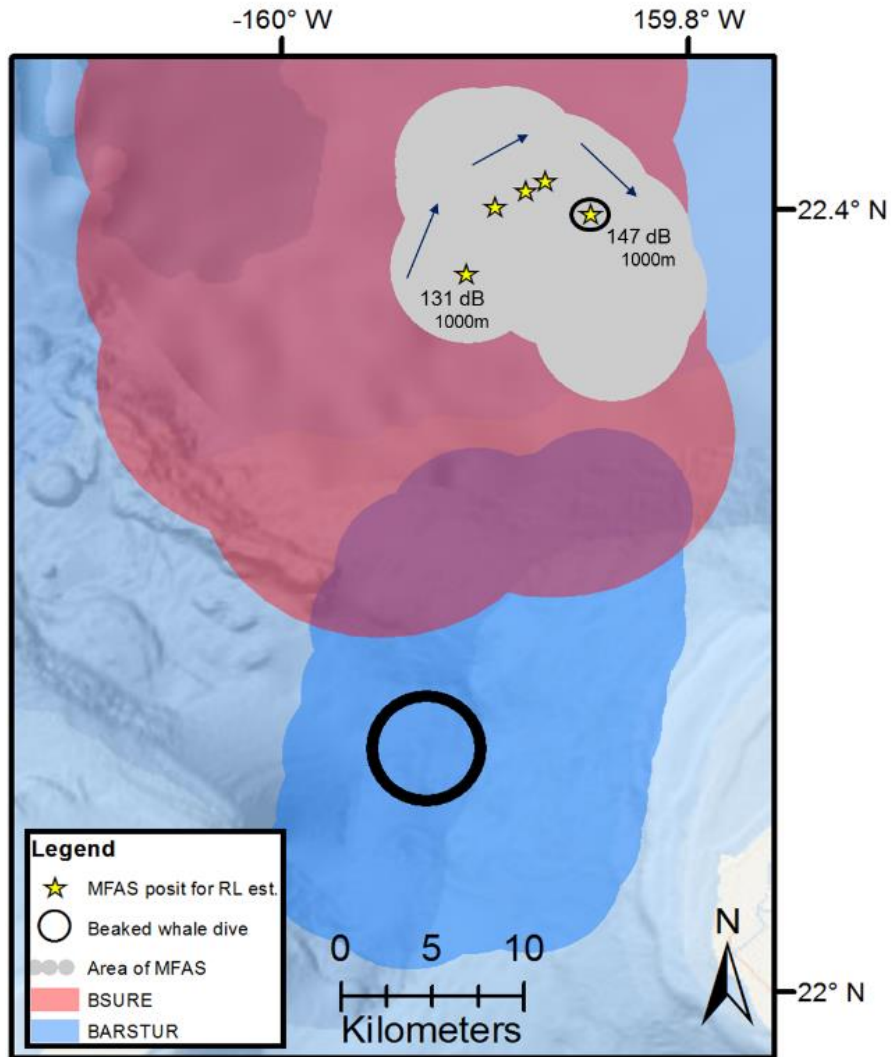 -160° W
159.8° W
22.4° N
147 dB
1000m
131 dB
1000m
Legend
MFAS posit for RL est.
Beaked whale dive
Area of MFAS
BSURE
BARSTUR
0 5 10
Kilometers
N
22° N